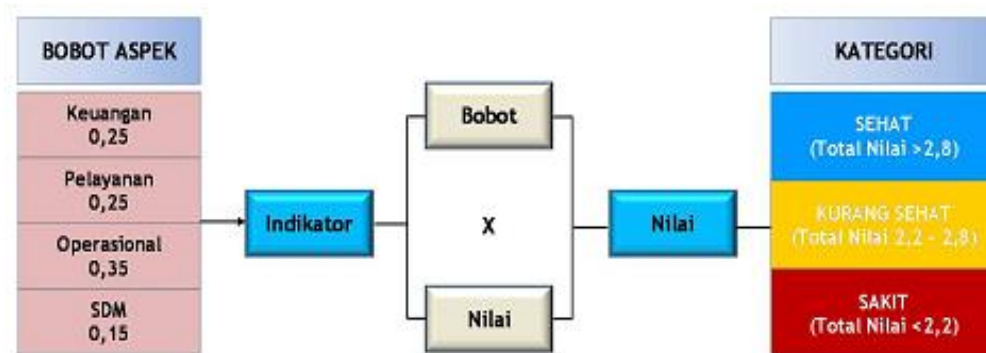 BOBOT ASPEK
Keuangan
0,25
Pelayanan
0,25
Operasional
0,35
SDM
0,15
Indikator
Bobot
X
Nilai
Nilai
KATEGORI
SEHAT
(Total Nilai >2,8)
KURANG SEHAT
(Total Nilai 2,2 - 2,8)
SAKIT
(Total Nilai <2,2)